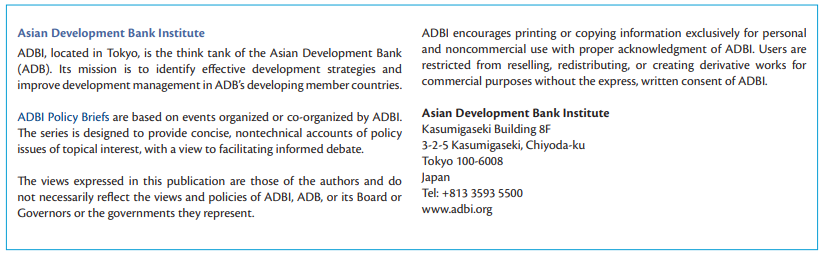 Asian Development Bank Institute
ADBI, located in Tokyo, is the think tank of the Asian Development Bank
(ADB). Its mission is to identify effective development strategies and
improve development management in ADB's developing member countries.
ADBI Policy Briefs are based on events organized or co-organized by ADBI.
The series is designed to provide concise, nontechnical accounts of policy
issues of topical interest, with a view to facilitating informed debate.
The views expressed in this publication are those of the authors and do
not necessarily reflect the views and policies of ADBI, ADB, or its Board or
Governors or the governments they represent.
ADBI encourages printing or copying information exclusively for personal
and noncommercial use with proper acknowledgment of ADBI. Users are
restricted from reselling, redistributing, or creating derivative works for
commercial purposes without the express, written consent of ADBI.
Asian Development Bank Institute
Kasumigaseki Building 8F
3-2-5 Kasumigaseki, Chiyoda-ku
Tokyo 100-6008
Japan
Tel: +813 3593 5500
www.adbi.org